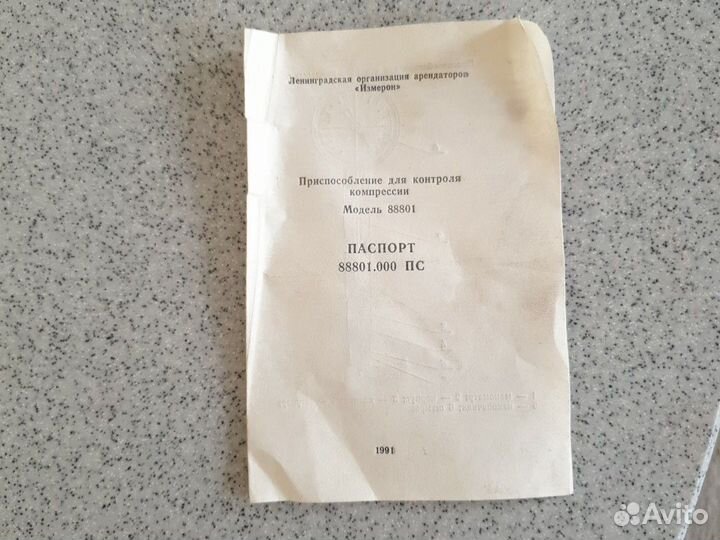 Ленинградская организация арендаторов
«Измерон»
Приспособление для контроля
компрессии
Модель 88801
ПАСПОРТ
88801.000 ПС
1991
Avito